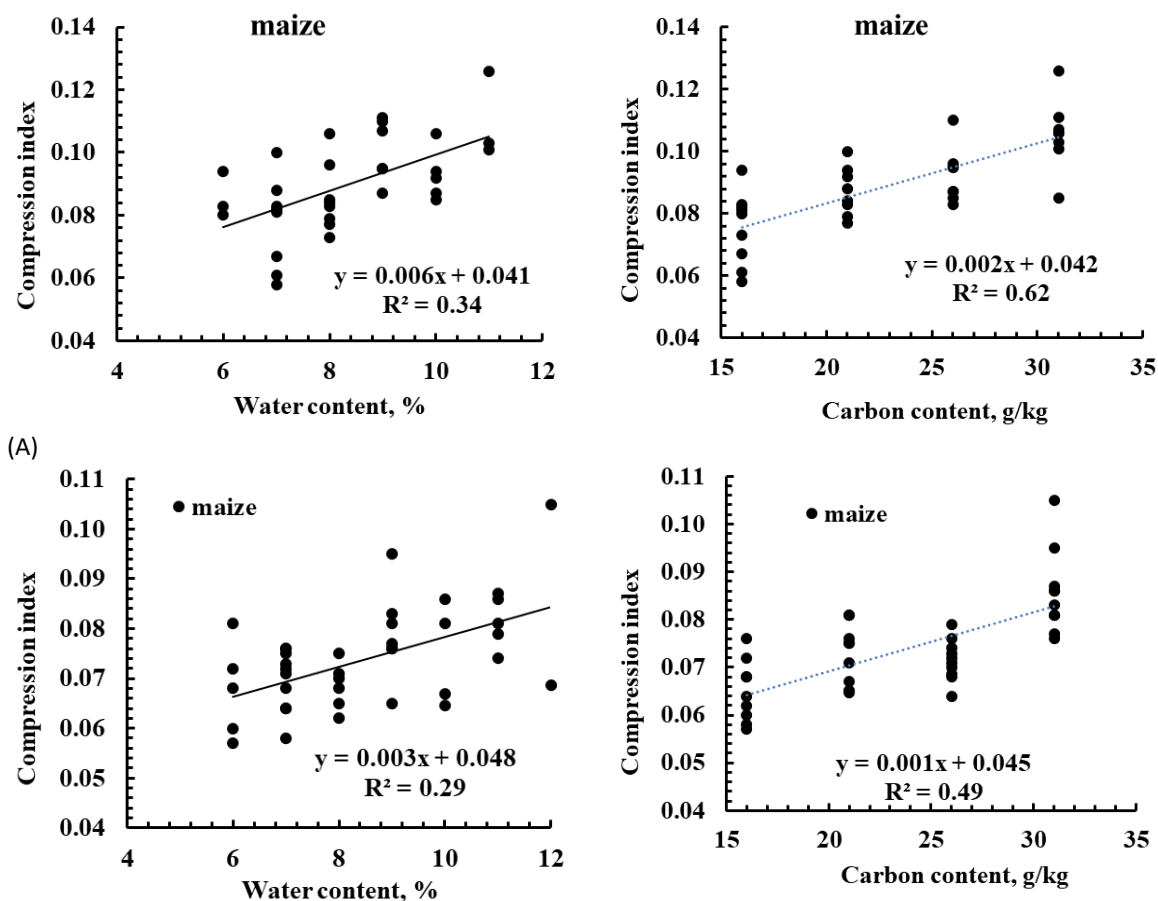 maize
0.14
0.12
0.10
0.08
0.06
0.04
Compression index
y = 0.006x + 0.041
R² = 0.34
4 6 8 10 12
Water content, %
maize
0.14
0.12
0.10
0.08
0.06
0.04
Compression index
y = 0.002x + 0.042
R² = 0.62
15 20 25 30 35
Carbon content, g/kg
(A)
0.11
0.10
0.09
0.08
0.07
0.06
0.05
0.04
Compression index
maize
y = 0.003x + 0.048
R² = 0.29
4 6 8 10 12
Water content, %
0.11
0.10
0.09
0.08
0.07
0.06
0.05
0.04
Compression index
maize
y = 0.001x + 0.045
R² = 0.49
15 20 25 30 35
Carbon content, g/kg